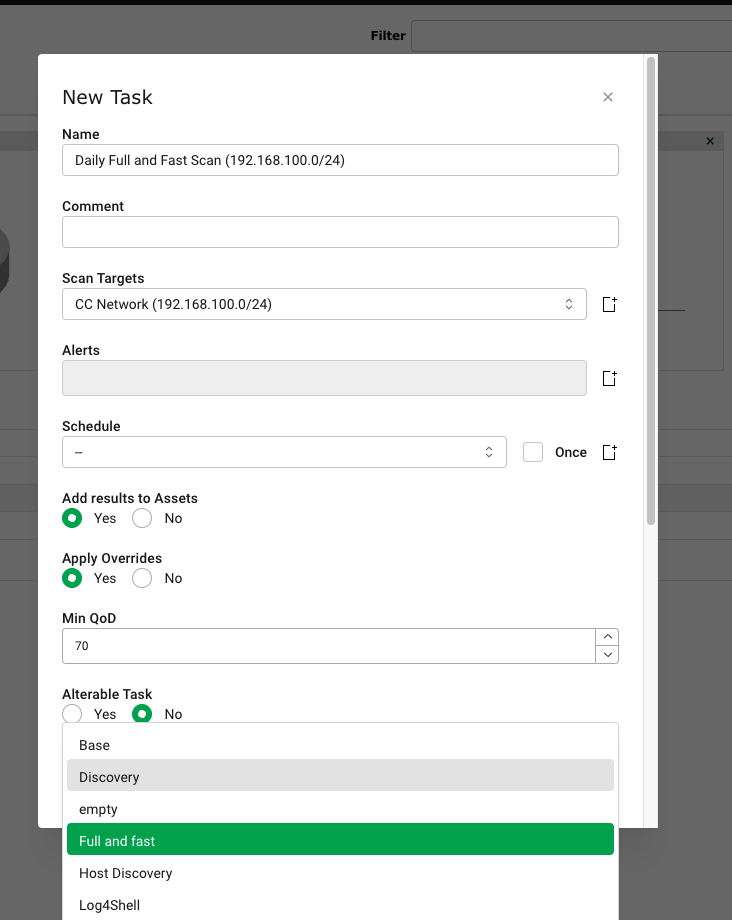 Filter
New Task
Name
Daily Full and Fast Scan (192.168.100.0/24)
Comment
Scan Targets
CC Network (192.168.100.0/24)
Alerts
Schedule
--
Once
Add results to Assets
Yes No
Apply Overrides
Yes No
Min QoD
70
Alterable Task
Yes No
Base
Discovery
empty
Full and fast
Host Discovery
Log4Shell